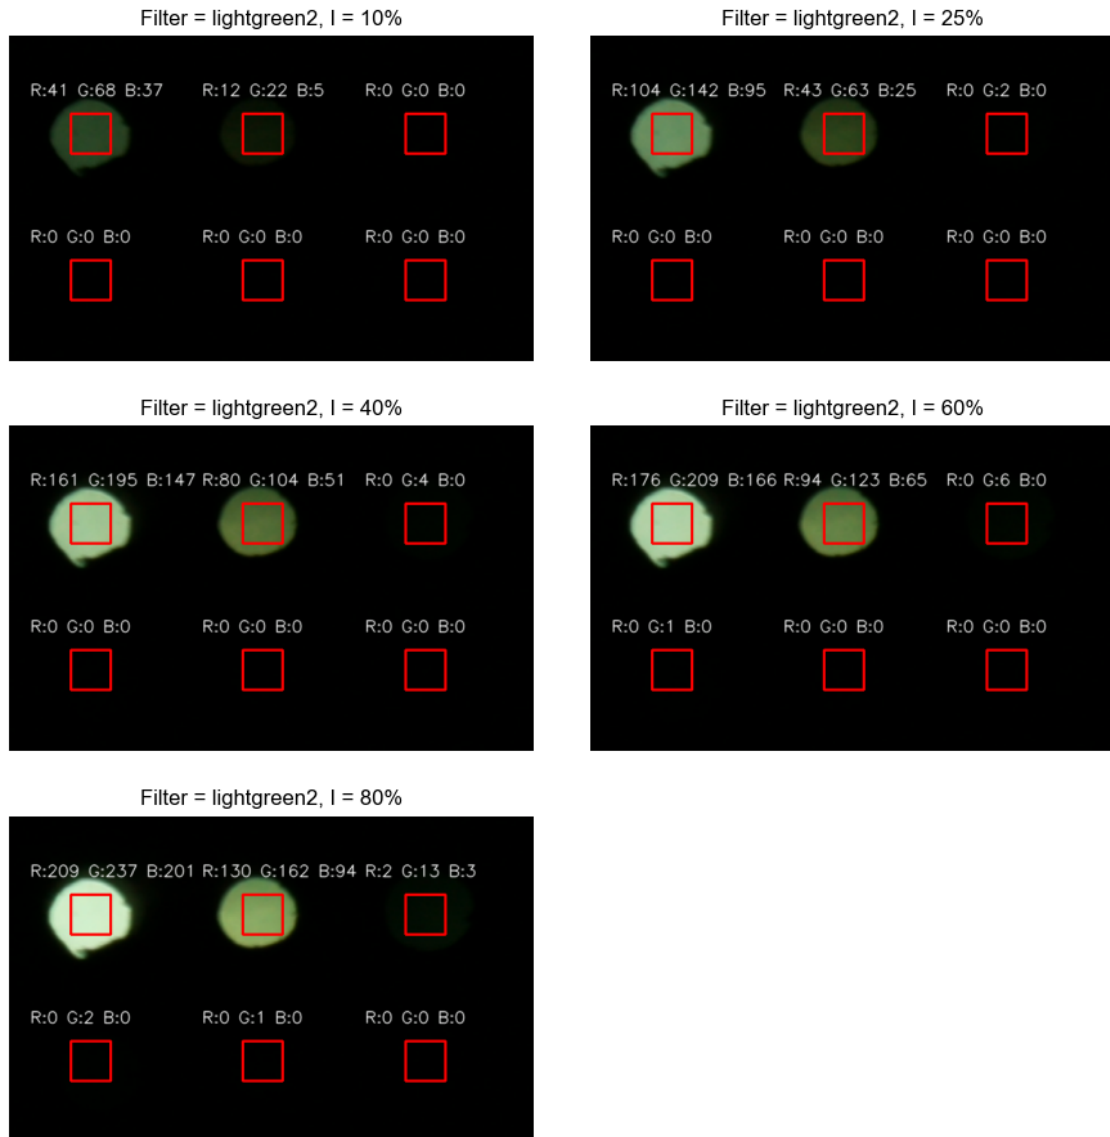 Filter = lightgreen2, I = 10%
R:41 G:68 B:37 R:12 G:22 B:5 R:0 G:0 B:0
R:0 G:0 B:0 R:0 G:0 B:0 R:0 G:0 B:0
Filter = lightgreen2, I = 25%
R:104 G:142 B:95 R:43 G:63 B:25 R:0 G:2 B:0
R:0 G:0 B:0 R:0 G:0 B:0 R:0 G:0 B:0
Filter = lightgreen2, I = 40%
R:161 G:195 B:147 R:80 G:104 B:51 R:0 G:4 B:0
R:0 G:0 B:0 R:0 G:0 B:0 R:0 G:0 B:0
Filter = lightgreen2, I = 60%
R:176 G:209 B:166 R:94 G:123 B:65 R:0 G:6 B:0
R:0 G:1 B:0 R:0 G:0 B:0 R:0 G:0 B:0
Filter = lightgreen2, I = 80%
R:209 G:237 B:201 R:130 G:162 B:94 R:2 G:13 B:3
R:0 G:2 B:0 R:0 G:1 B:0 R:0 G:0 B:0